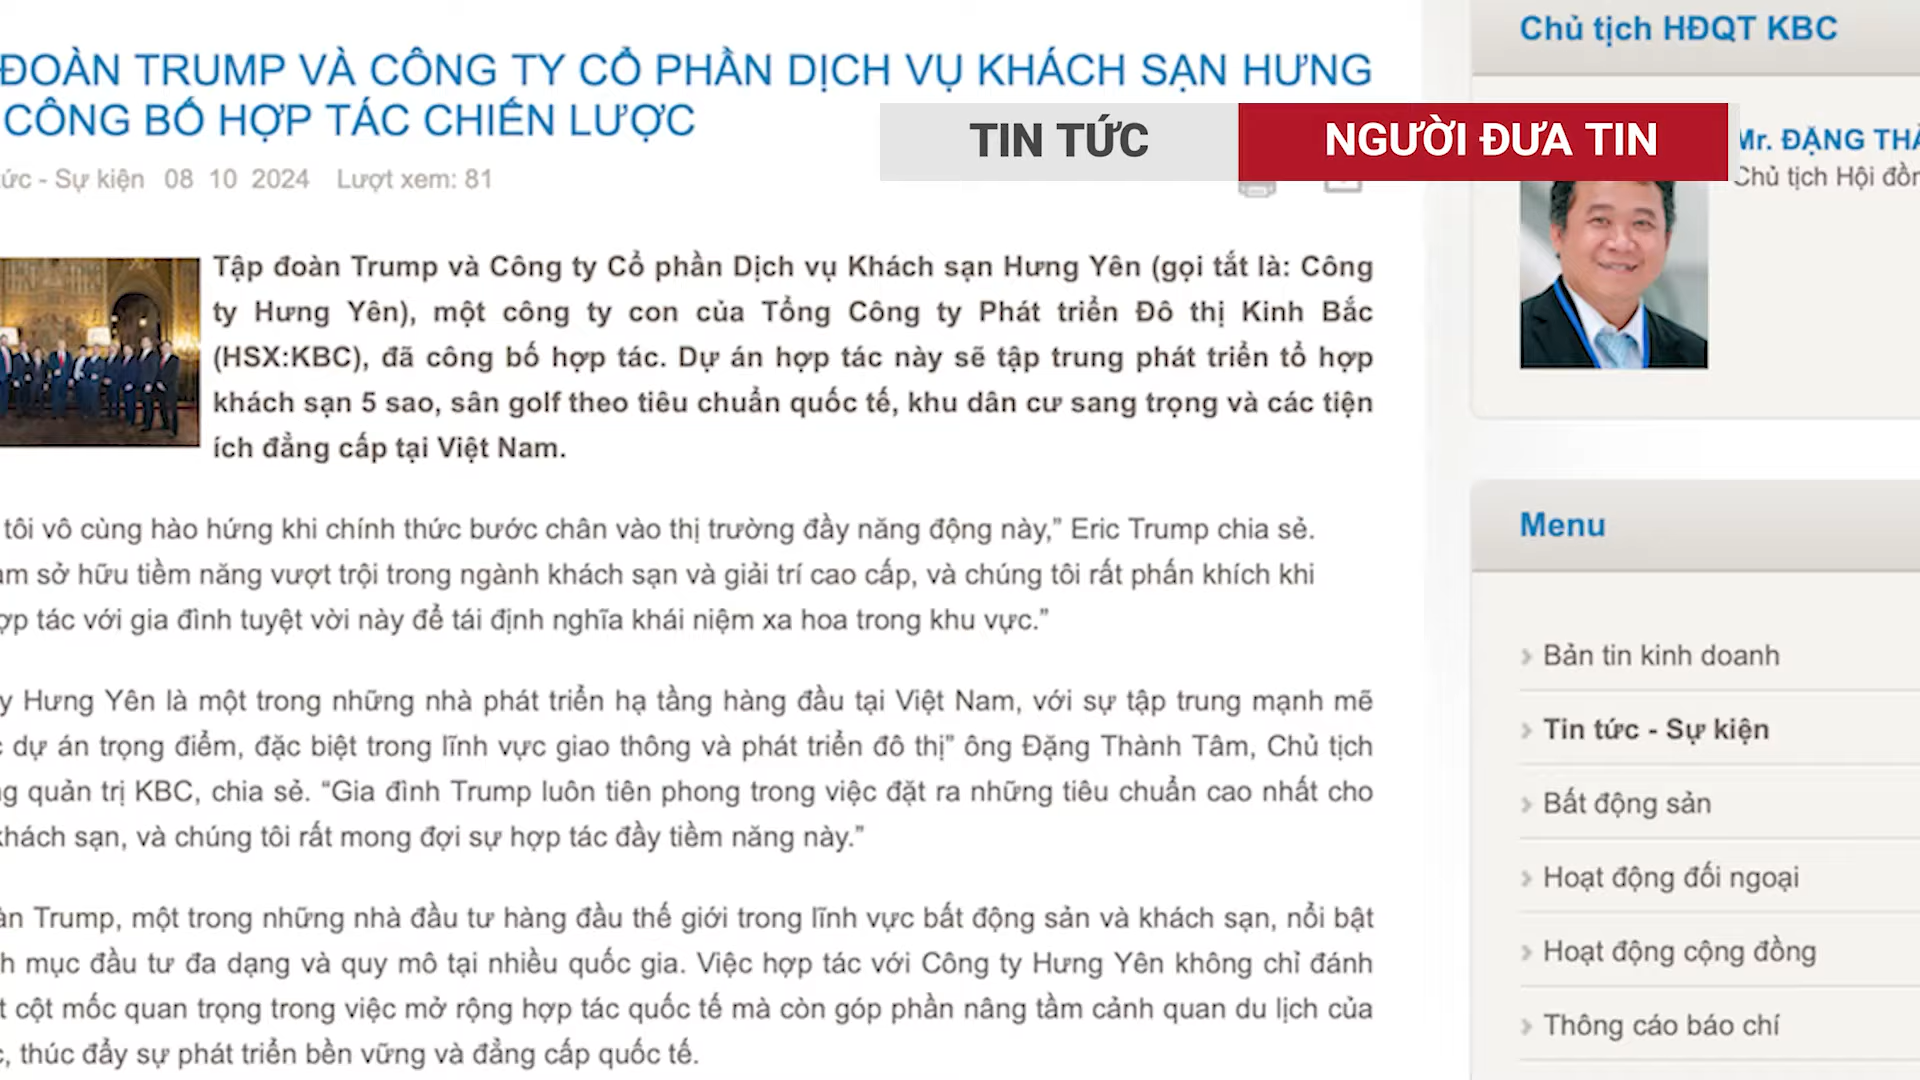 ĐOÀN TRUMP VÀ CÔNG TY CỔ PHẦN DỊCH VỤ KHÁCH SẠN HƯNG
CÔNG BỐ HỢP TÁC CHIẾN LƯỢC
TIN TỨC
NGƯỜI ĐƯA TIN
- Sự kiện 08 10 2024 Lượt xem: 81
Tập đoàn Trump và Công ty Cổ phần Dịch vụ Khách sạn Hưng Yên (gọi tắt là: Công
ty Hưng Yên), một công ty con của Tổng Công ty Phát triển Đô thị Kinh Bắc
(HSX:KBC), đã công bố hợp tác. Dự án hợp tác này sẽ tập trung phát triển tổ hợp
khách sạn 5 sao, sân golf theo tiêu chuẩn quốc tế, khu dân cư sang trọng và các tiện
ích đẳng cấp tại Việt Nam.
tôi vô cùng hào hứng khi chính thức bước chân vào thị trường đầy năng động này,” Eric Trump chia sẻ.
sở hữu tiềm năng vượt trội trong ngành khách sạn và giải trí cao cấp, và chúng tôi rất phấn khích khi
tác với gia đình tuyệt vời này để tái định nghĩa khái niệm xa hoa trong khu vực.”
Hưng Yên là một trong những nhà phát triển hạ tầng hàng đầu tại Việt Nam, với sự tập trung mạnh mẽ
dự án trọng điểm, đặc biệt trong lĩnh vực giao thông và phát triển đô thị” ông Đặng Thành Tâm, Chủ tịch
quản trị KBC, chia sẻ. “Gia đình Trump luôn tiên phong trong việc đặt ra những tiêu chuẩn cao nhất cho
khách sạn, và chúng tôi rất mong đợi sự hợp tác đầy tiềm năng này.”
Trump, một trong những nhà đầu tư hàng đầu thế giới trong lĩnh vực bất động sản và khách sạn, nổi bật
mục đầu tư đa dạng và quy mô tại nhiều quốc gia. Việc hợp tác với Công ty Hưng Yên không chỉ đánh
cột mốc quan trọng trong việc mở rộng hợp tác quốc tế mà còn góp phần nâng tầm cảnh quan du lịch của
thúc đẩy sự phát triển bền vững và đẳng cấp quốc tế.
Chủ tịch HĐQT KBC
Mr. ĐẶNG
Chủ tịch Hội
Menu
Bản tin kinh doanh
Tin tức - Sự kiện
Bất động sản
Hoạt động đối ngoại
Hoạt động cộng đồng
Thông cáo báo chí